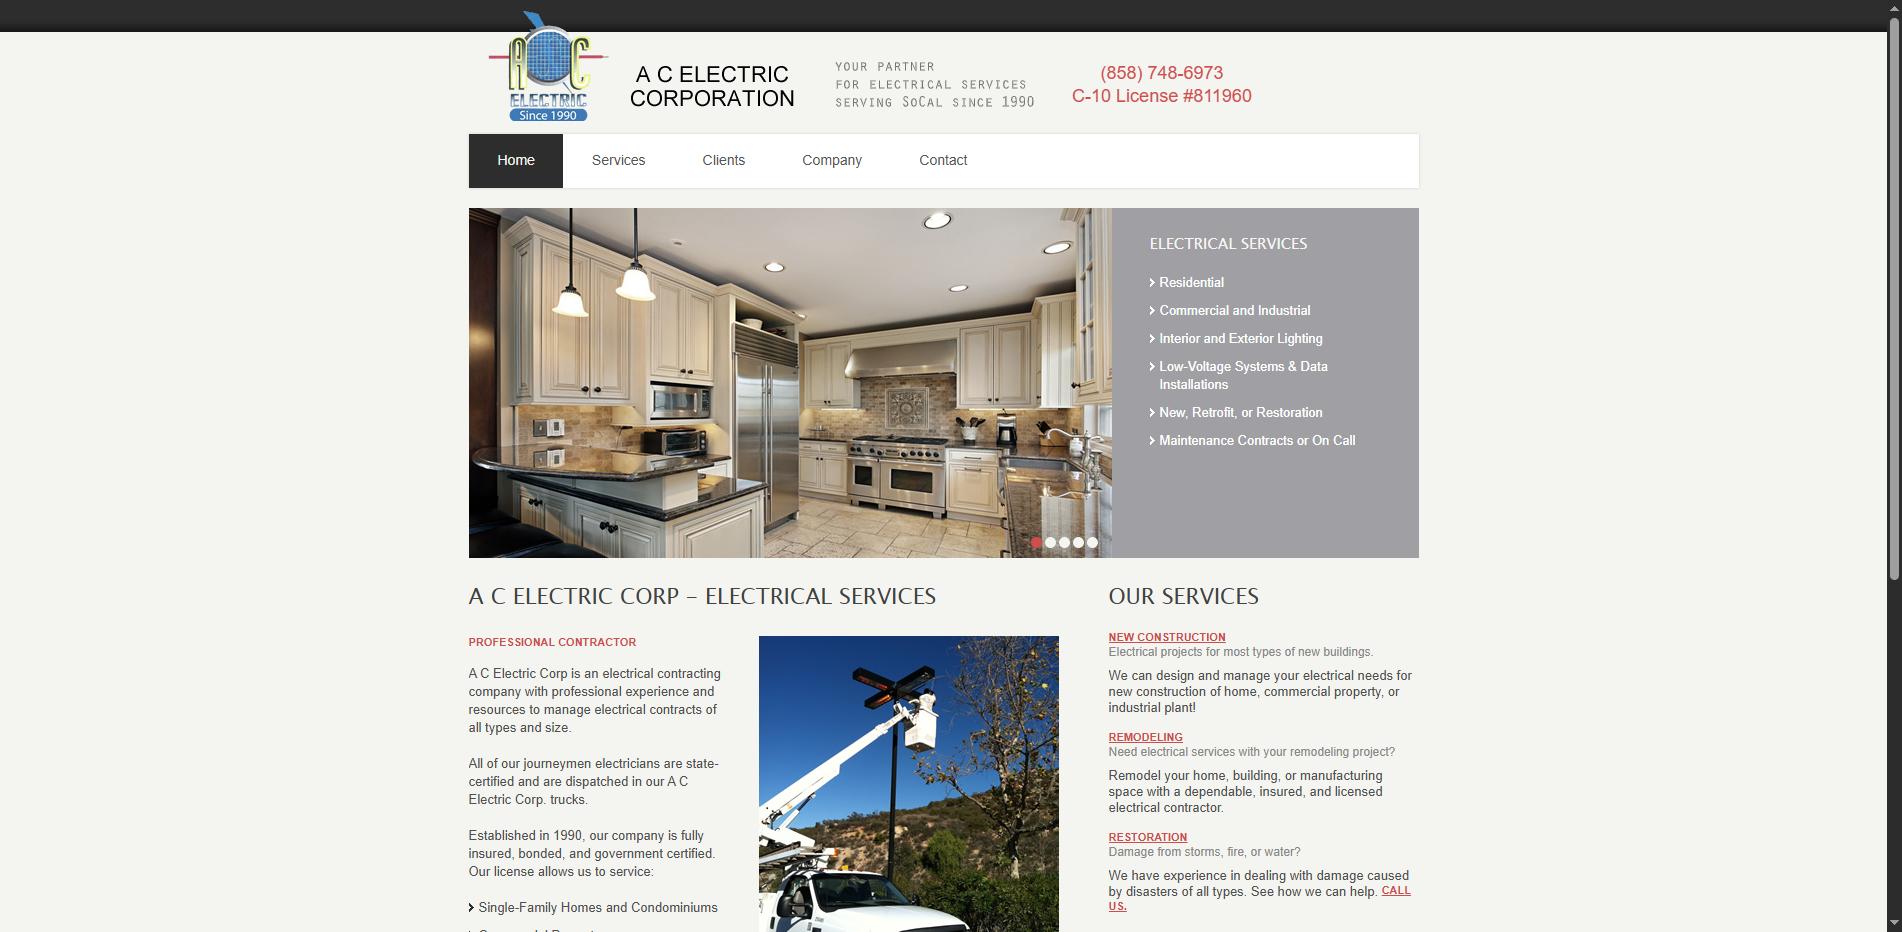 A C
ELECTRIC
Since 1990
A C ELECTRIC
CORPORATION
YOUR PARTNER
FOR ELECTRICAL SERVICES
SERVING SoCAL SINCE 1990
(858) 748-6973
C-10 License #811960
Home
Services
Clients
Company
Contact
ELECTRICAL SERVICES
Residential
Commercial and Industrial
Interior and Exterior Lighting
Low-Voltage Systems & Data
Installations
New, Retrofit, or Restoration
Maintenance Contracts or On Call
A C ELECTRIC CORP – ELECTRICAL SERVICES
PROFESSIONAL CONTRACTOR
A C Electric Corp is an electrical contracting
company with professional experience and
resources to manage electrical contracts of
all types and size.
All of our journeymen electricians are state-
certified and are dispatched in our A C
Electric Corp. trucks.
Established in 1990, our company is fully
insured, bonded, and government certified.
Our license allows us to service:
Single-Family Homes and Condominiums
OUR SERVICES
NEW CONSTRUCTION
Electrical projects for most types of new buildings.
We can design and manage your electrical needs for
new construction of home, commercial property, or
industrial plant!
REMODELING
Need electrical services with your remodeling project?
Remodel your home, building, or manufacturing
space with a dependable, insured, and licensed
electrical contractor.
RESTORATION
Damage from storms, fire, or water?
We have experience in dealing with damage caused
by disasters of all types. See how we can help. CALL
US.